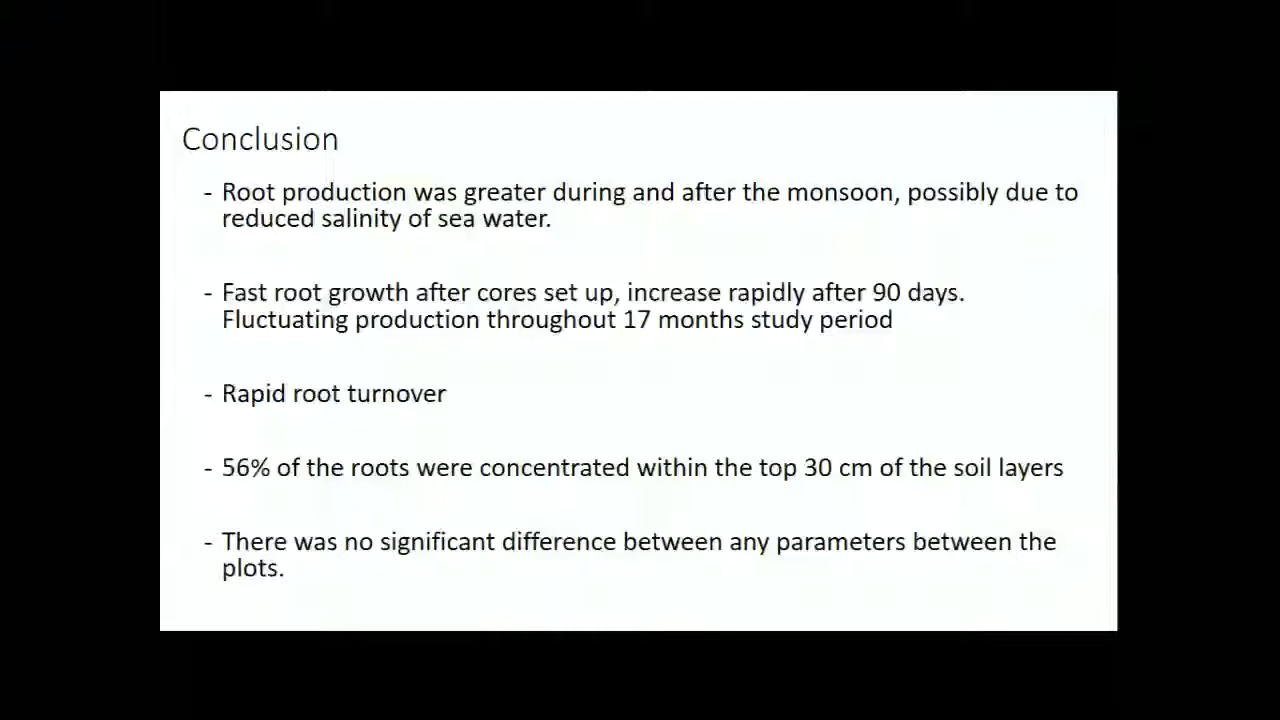 Conclusion
- Root production was greater during and after the monsoon, possibly due to
reduced salinity of sea water.
- Fast root growth after cores set up, increase rapidly after 90 days.
Fluctuating production throughout 17 months study period
- Rapid root turnover
- 56% of the roots were concentrated within the top 30 cm of the soil layers
- There was no significant difference between any parameters between the
plots.